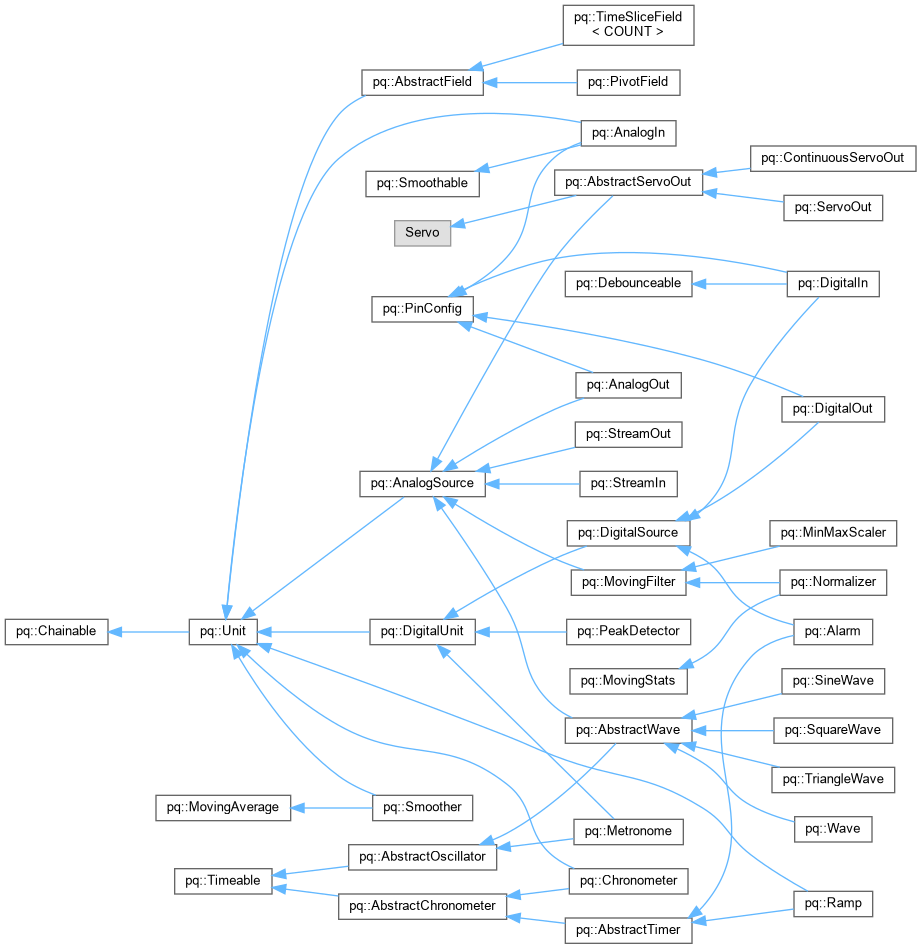 pq::TimeSliceField
< COUNT >
pq::AbstractField
pq::PivotField
pq::AnalogIn
pq::ContinuousServoOut
pq::Smoothable
pq::AbstractServoOut
pq::ServoOut
Servo
pq::Debounceable
pq::DigitalIn
pq::PinConfig
pq::AnalogOut
pq::DigitalOut
pq::StreamOut
pq::AnalogSource
pq::StreamIn
pq::DigitalSource
pq::MinMaxScaler
pq::MovingFilter
pq::Normalizer
pq::Chainable
pq::Unit
pq::DigitalUnit
pq::PeakDetector
pq::Alarm
pq::MovingStats
pq::SineWave
pq::AbstractWave
pq::SquareWave
pq::TriangleWave
pq::MovingAverage
pq::Smoother
pq::Metronome
pq::Wave
pq::AbstractOscillator
pq::Timeable
pq::Chronometer
pq::AbstractChronometer
pq::Ramp
pq::AbstractTimer